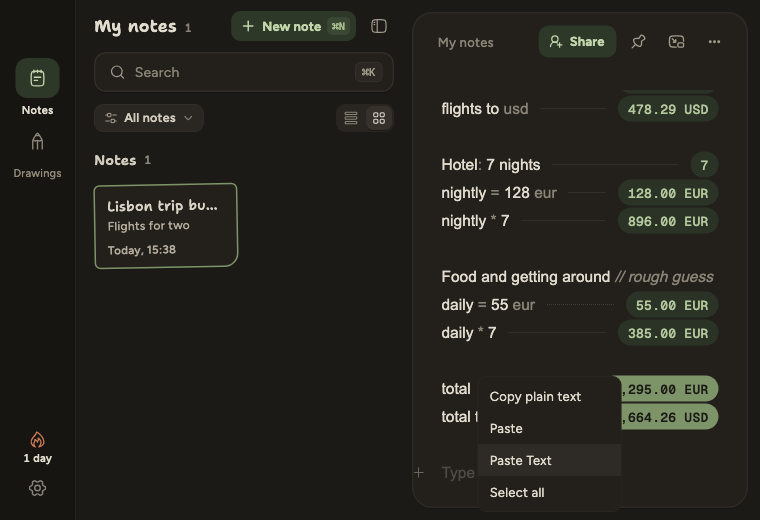 My notes 1
+ New note ⌘N
Search ⌘K
All notes
Notes 1
Lisbon trip bu...
Flights for two
Today, 15:38
Notes
Drawings
1 day
My notes
Share
flights to usd 478.29 USD
Hotel: 7 nights 7
nightly = 128 eur 128.00 EUR
nightly * 7 896.00 EUR
Food and getting around // rough guess
daily = 55 eur 55.00 EUR
daily * 7 385.00 EUR
total ,295.00 EUR
total ,664.26 USD
+ Type
Copy plain text
Paste
Paste Text
Select all